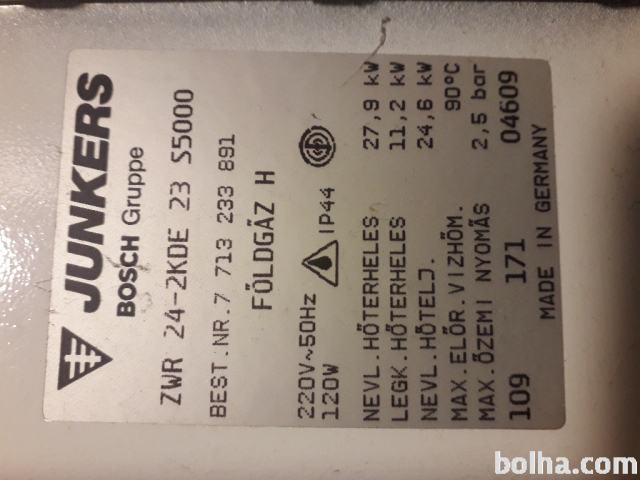 JUNKERS
BOSCH Gruppe
ZWR 24-2KDE 23 S5000
BEST.NR.7 713 233 891
FÖLDGÁZ H
220V~50Hz IP44
120W
NEVL.HŐTERHELES 27,9 kW
LEGK.HŐTERHELES 11,2 kW
NEVL.HŐTELJ. 24,6 kW
MAX.ELŐR.VIZHŐM. 90°C
MAX.ŐZEMI NYOMÁS 2,5 bar
109 171 04609
MADE IN GERMANY
bolha.com